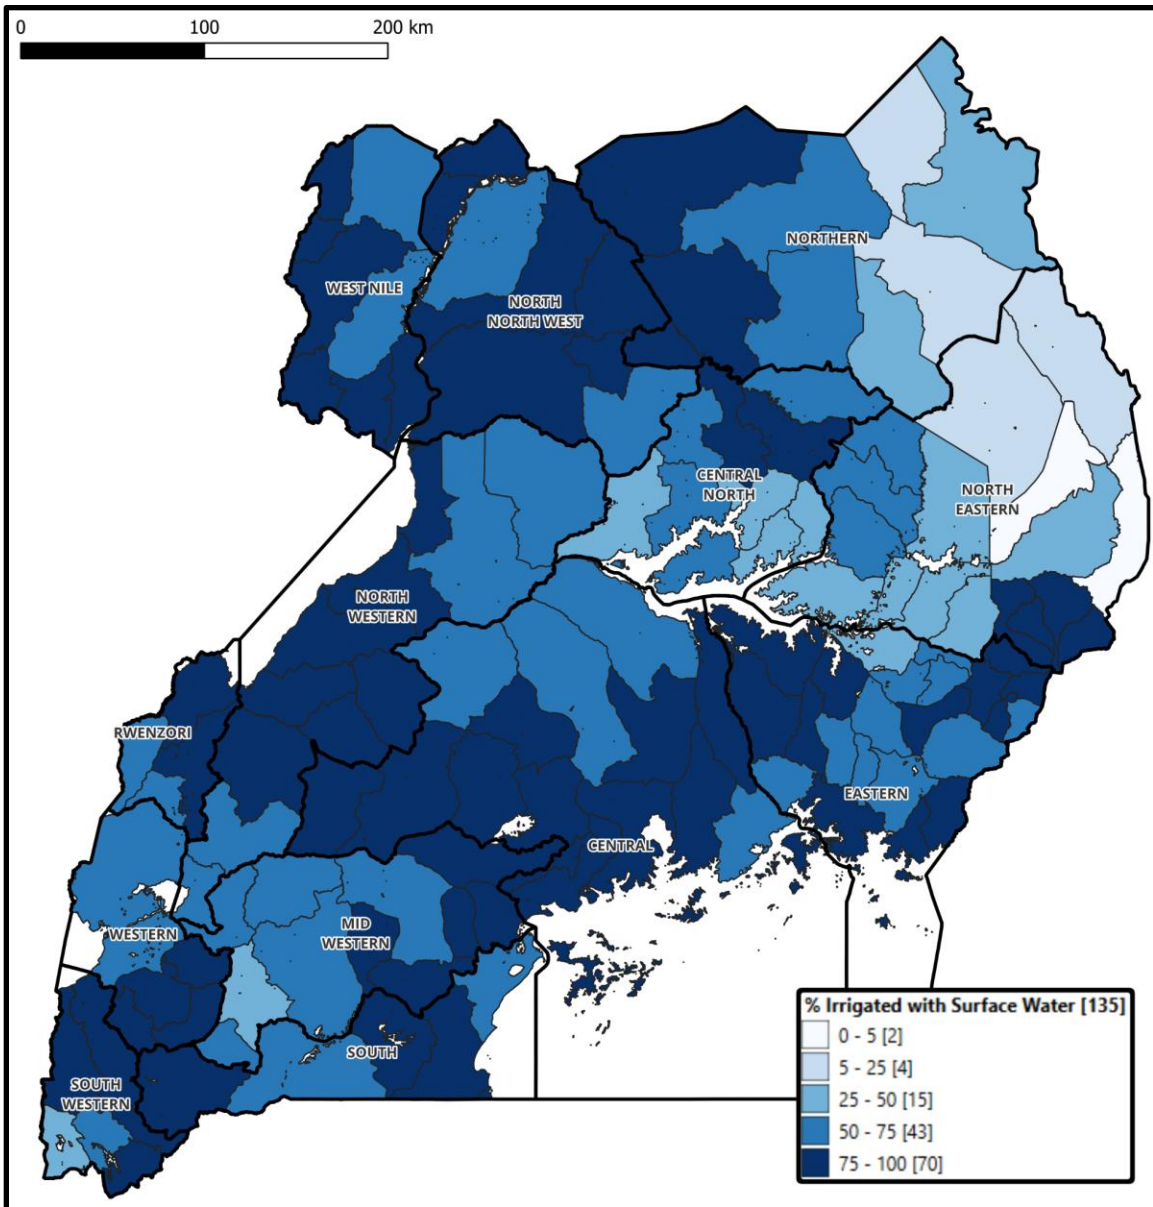 0 100 200 km
NORTHERN
WEST NILE
NORTH
NORTH WEST
CENTRAL
NORTH
NORTH
EASTERN
NORTH
WESTERN
RWENZORI
EASTERN
CENTRAL
MID
WESTERN
WESTERN
SOUTH
SOUTH
WESTERN
% Irrigated with Surface Water [135]
0 - 5 [2]
5 - 25 [4]
25 - 50 [15]
50 - 75 [43]
75 - 100 [70]